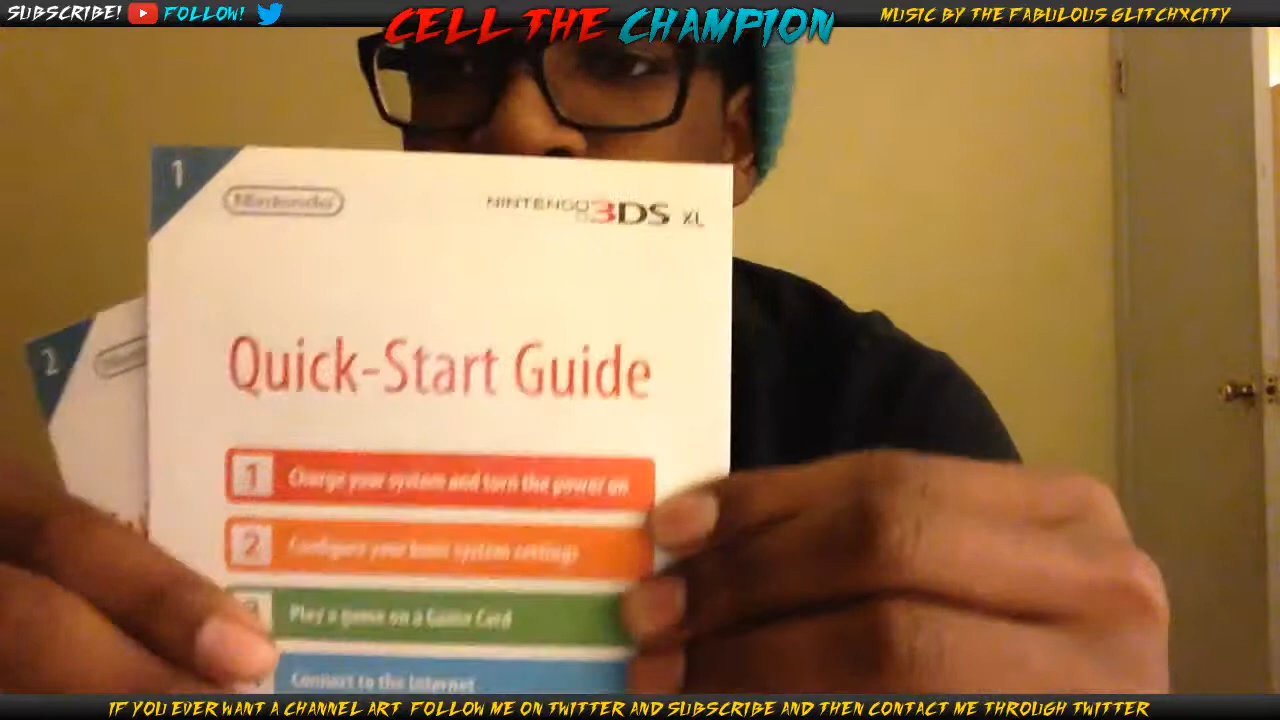 SUBSCRIBE! FOLLOW!
CELL THE CHAMPION
MUSIC BY THE FABULOUS GLITCHXCITY
1
Nintendo
NINTENDO 3DS XL
2
Quick-Start Guide
1 Charge your system and turn the power on
2 Configure your basic system settings
3 Play a game on a Game Card
Connect to the Internet
IF YOU EVER WANT A CHANNEL ART FOLLOW ME ON TWITTER AND SUBSCRIBE AND THEN CONTACT ME THROUGH TWITTER